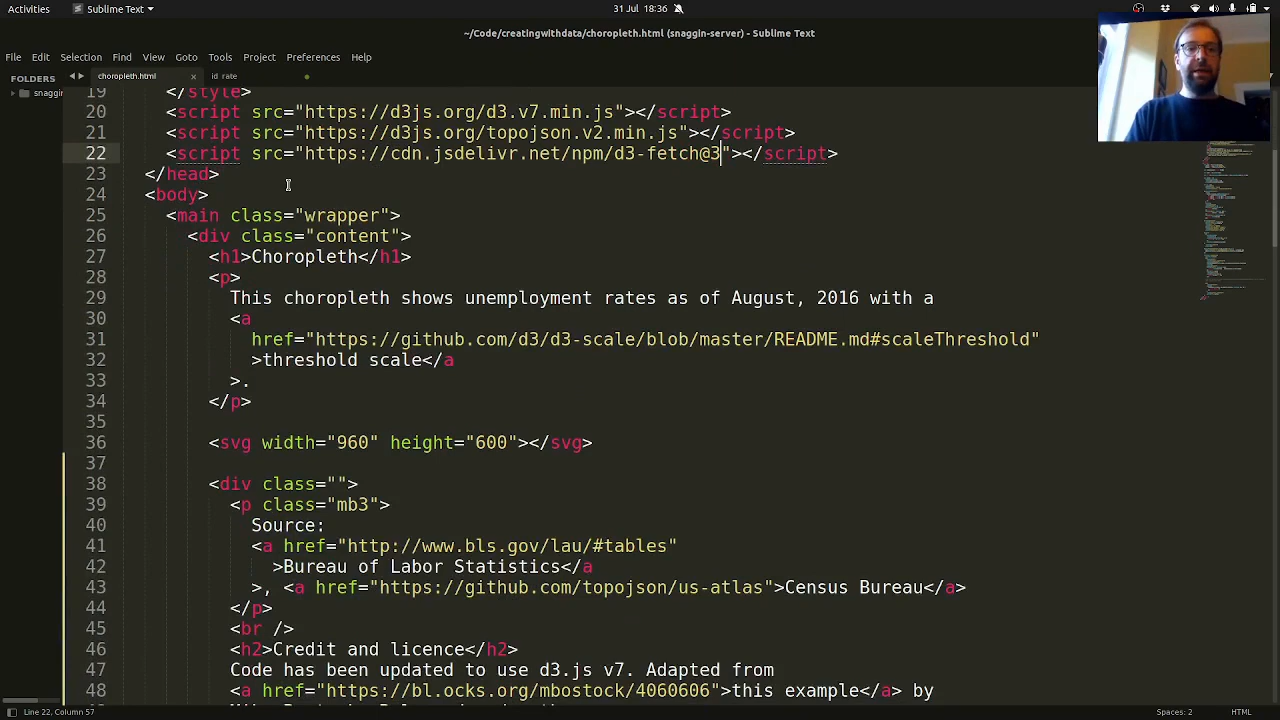 Activities
Sublime Text
31 Jul 18:36
~/Code/creatingwithdata/choropleth.html (snaggin-server) - Sublime Text
File Edit Selection Find View Goto Tools Project Preferences Help
FOLDERS
snaggin
choropleth.html ×
id rate
19 </style>
20 <script src="https://d3js.org/d3.v7.min.js"></script>
21 <script src="https://d3js.org/topojson.v2.min.js"></script>
22 <script src="https://cdn.jsdelivr.net/npm/d3-fetch@3"></script>
23 </head>
24 <body>
25 <main class="wrapper">
26 <div class="content">
27 <h1>Choropleth</h1>
28 <p>
29 This choropleth shows unemployment rates as of August, 2016 with a
30 <a
31 href="https://github.com/d3/d3-scale/blob/master/README.md#scaleThreshold"
32 >threshold scale</a
33 >.
34 </p>
35
36 <svg width="960" height="600"></svg>
37
38 <div class="">
39 <p class="mb3">
40 Source:
41 <a href="http://www.bls.gov/lau/#tables"
42 >Bureau of Labor Statistics</a
43 >, <a href="https://github.com/topojson/us-atlas">Census Bureau</a>
44 </p>
45 <br />
46 <h2>Credit and licence</h2>
47 Code has been updated to use d3.js v7. Adapted from
48 <a href="https://bl.ocks.org/mbostock/4060606">this example</a> by
Line 22, Column 57
Spaces: 2
HTML